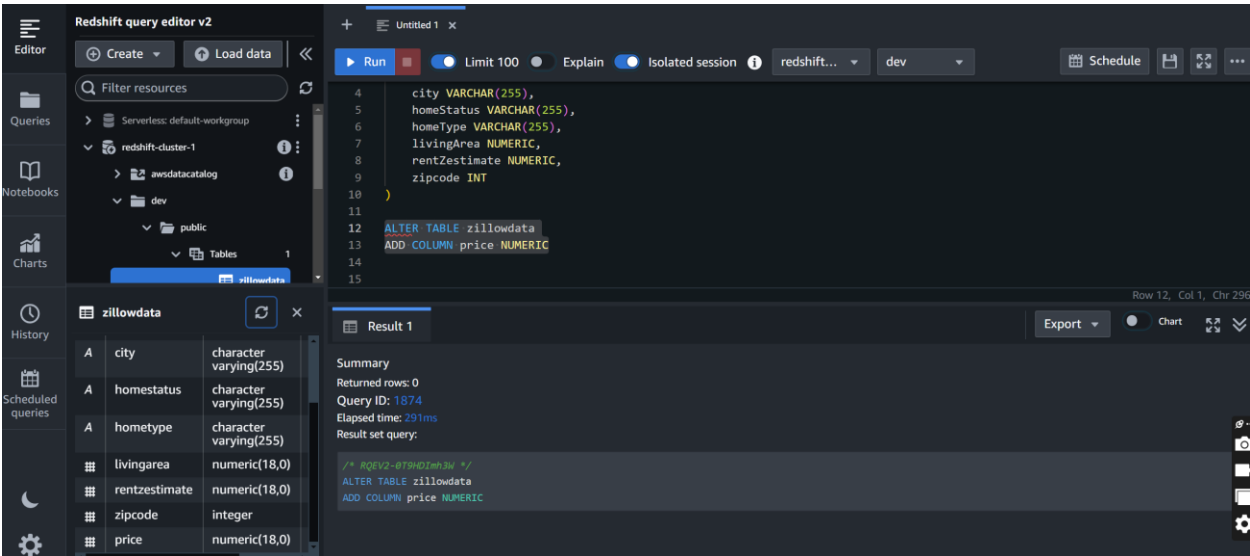 Editor
Queries
Notebooks
Charts
History
Scheduled
queries
Redshift query editor v2
Create
Load data
Filter resources
Serverless: default-workgroup
redshift-cluster-1
awsdatacatalog
dev
public
Tables 1
zillowdata
zillowdata
A city character
varying(255)
A homestatus character
varying(255)
A hometype character
varying(255)
livingarea numeric(18,0)
rentzestimate numeric(18,0)
zipcode integer
price numeric(18,0)
+ Untitled 1 ×
Run Limit 100 Explain Isolated session redshift... dev Schedule
4 city VARCHAR(255),
5 homeStatus VARCHAR(255),
6 homeType VARCHAR(255),
7 livingArea NUMERIC,
8 rentZestimate NUMERIC,
9 zipcode INT
10 )
11
12 ALTER TABLE zillowdata
13 ADD COLUMN price NUMERIC
14
15
Row 12, Col 1, Chr 296
Result 1
Export Chart
Summary
Returned rows: 0
Query ID: 1874
Elapsed time: 291ms
Result set query:
/* RQEV2-0T9HDImh3W */
ALTER TABLE zillowdata
ADD COLUMN price NUMERIC